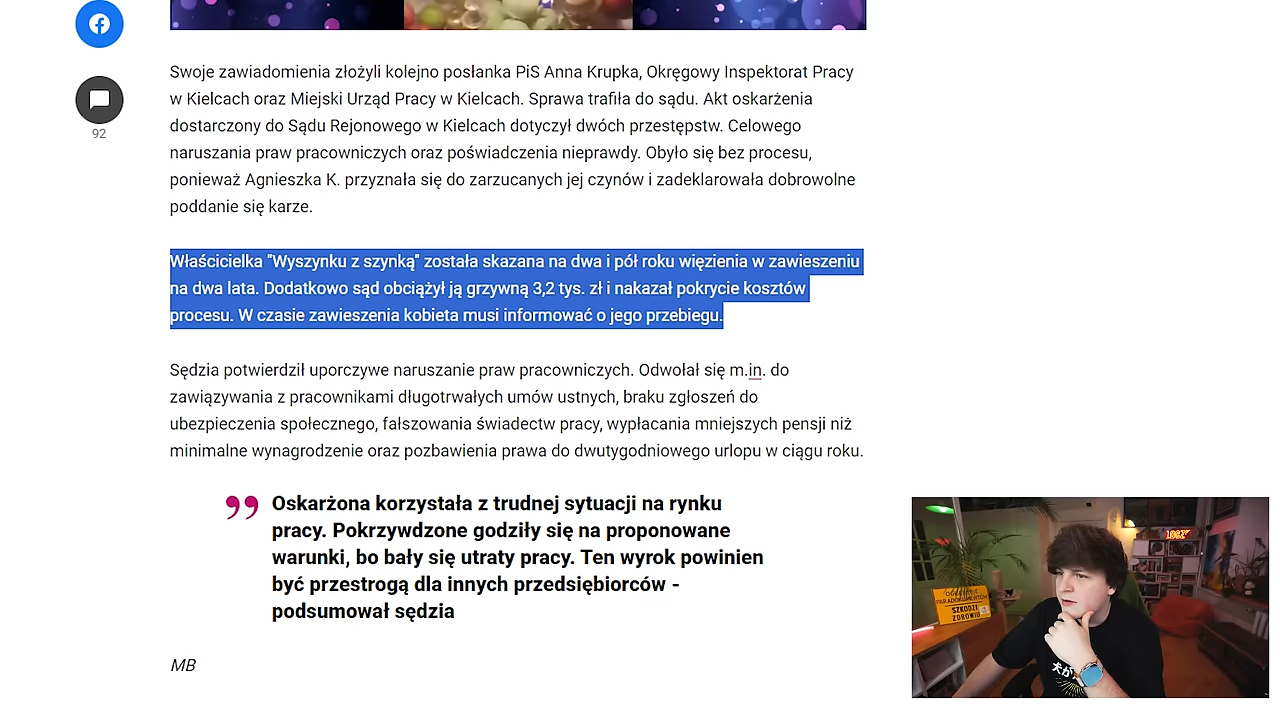 92
Swoje zawiadomienia złożyli kolejno posłanka PiS Anna Krupka, Okręgowy Inspektorat Pracy
w Kielcach oraz Miejski Urząd Pracy w Kielcach. Sprawa trafiła do sądu. Akt oskarżenia
dostarczony do Sądu Rejonowego w Kielcach dotyczył dwóch przestępstw. Celowego
naruszania praw pracowniczych oraz poświadczenia nieprawdy. Obyło się bez procesu,
ponieważ Agnieszka K. przyznała się do zarzucanych jej czynów i zadeklarowała dobrowolne
poddanie się karze.
Właścicielka "Wyszynku z szynką" została skazana na dwa i pół roku więzienia w zawieszeniu
na dwa lata. Dodatkowo sąd obciążył ją grzywną 3,2 tys. zł i nakazał pokrycie kosztów
procesu. W czasie zawieszenia kobieta musi informować o jego przebiegu.
Sędzia potwierdził uporczywe naruszanie praw pracowniczych. Odwołał się m.in. do
zawiązywania z pracownikami długotrwałych umów ustnych, braku zgłoszeń do
ubezpieczenia społecznego, fałszowania świadectw pracy, wypłacania mniejszych pensji niż
minimalne wynagrodzenie oraz pozbawienia prawa do dwutygodniowego urlopu w ciągu roku.
Oskarżona korzystała z trudnej sytuacji na rynku
pracy. Pokrzywdzone godziły się na proponowane
warunki, bo bały się utraty pracy. Ten wyrok powinien
być przestrogą dla innych przedsiębiorców -
podsumował sędzia
MB
SZKODZI
ZDROWIU